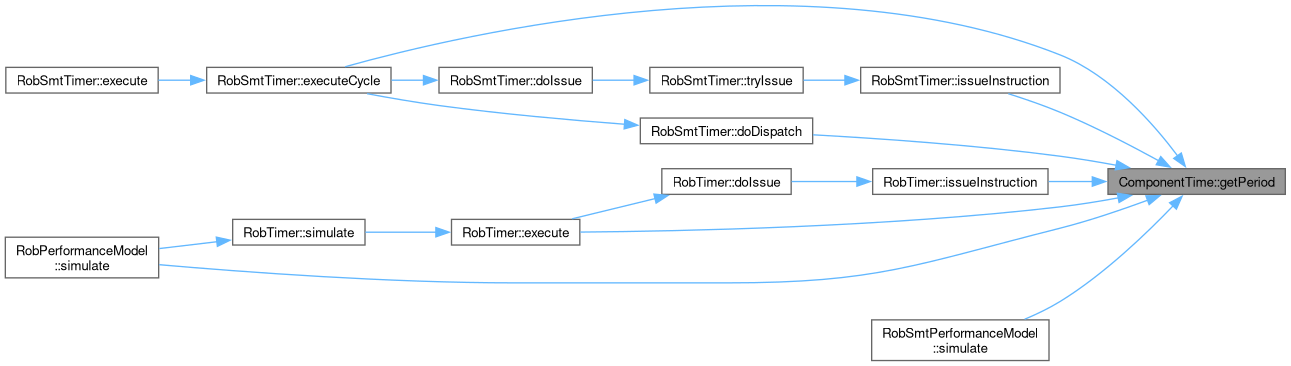 RobSmtTimer::execute
RobSmtTimer::executeCycle
RobSmtTimer::doIssue
RobSmtTimer::tryIssue
RobSmtTimer::issueInstruction
RobSmtTimer::doDispatch
RobTimer::doIssue
RobTimer::issueInstruction
ComponentTime::getPeriod
RobPerformanceModel
::simulate
RobTimer::simulate
RobTimer::execute
RobSmtPerformanceModel
::simulate